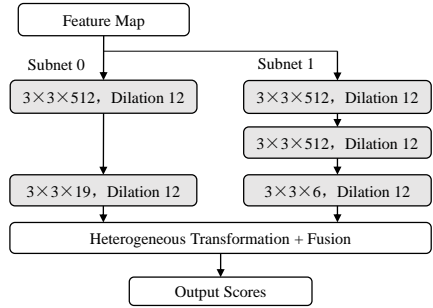 Feature Map
Subnet 0
Subnet 1
3×3×512, Dilation 12
3×3×512, Dilation 12
3×3×512, Dilation 12
3×3×19, Dilation 12
3×3×6, Dilation 12
Heterogeneous Transformation + Fusion
Output Scores